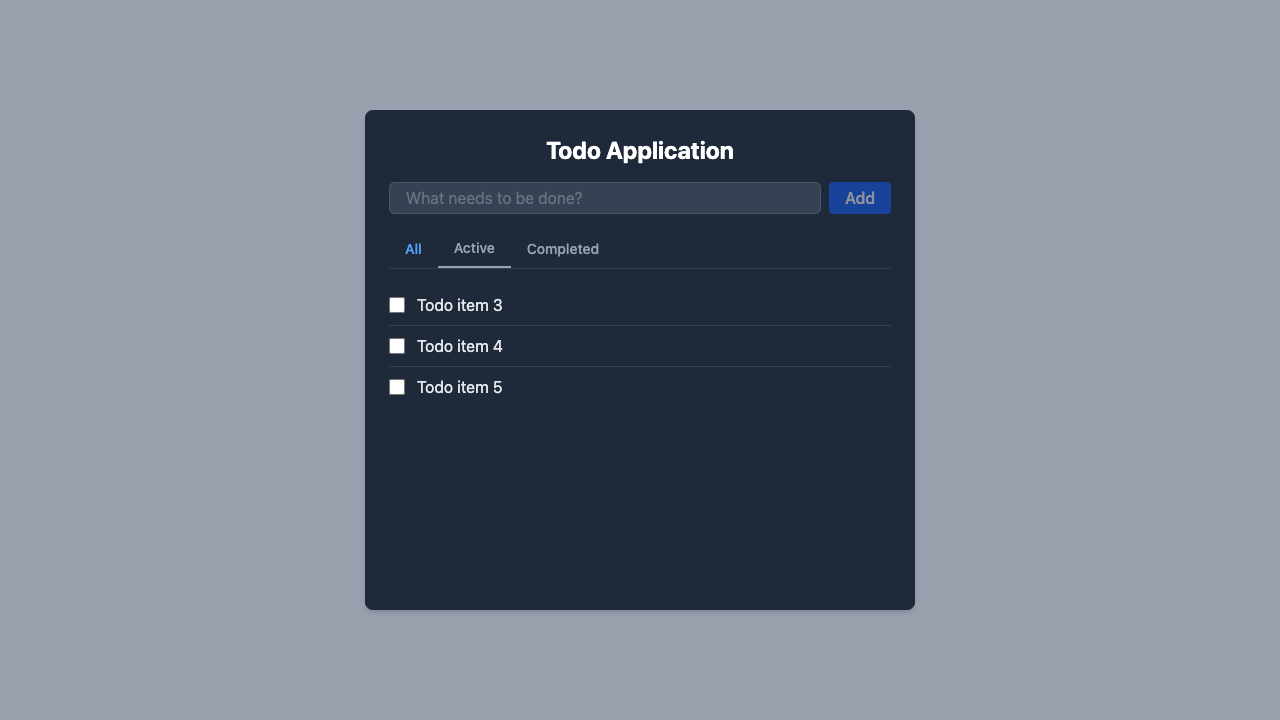 Todo Application
What needs to be done?
Add
All
Active
Completed
Todo item 3
Todo item 4
Todo item 5